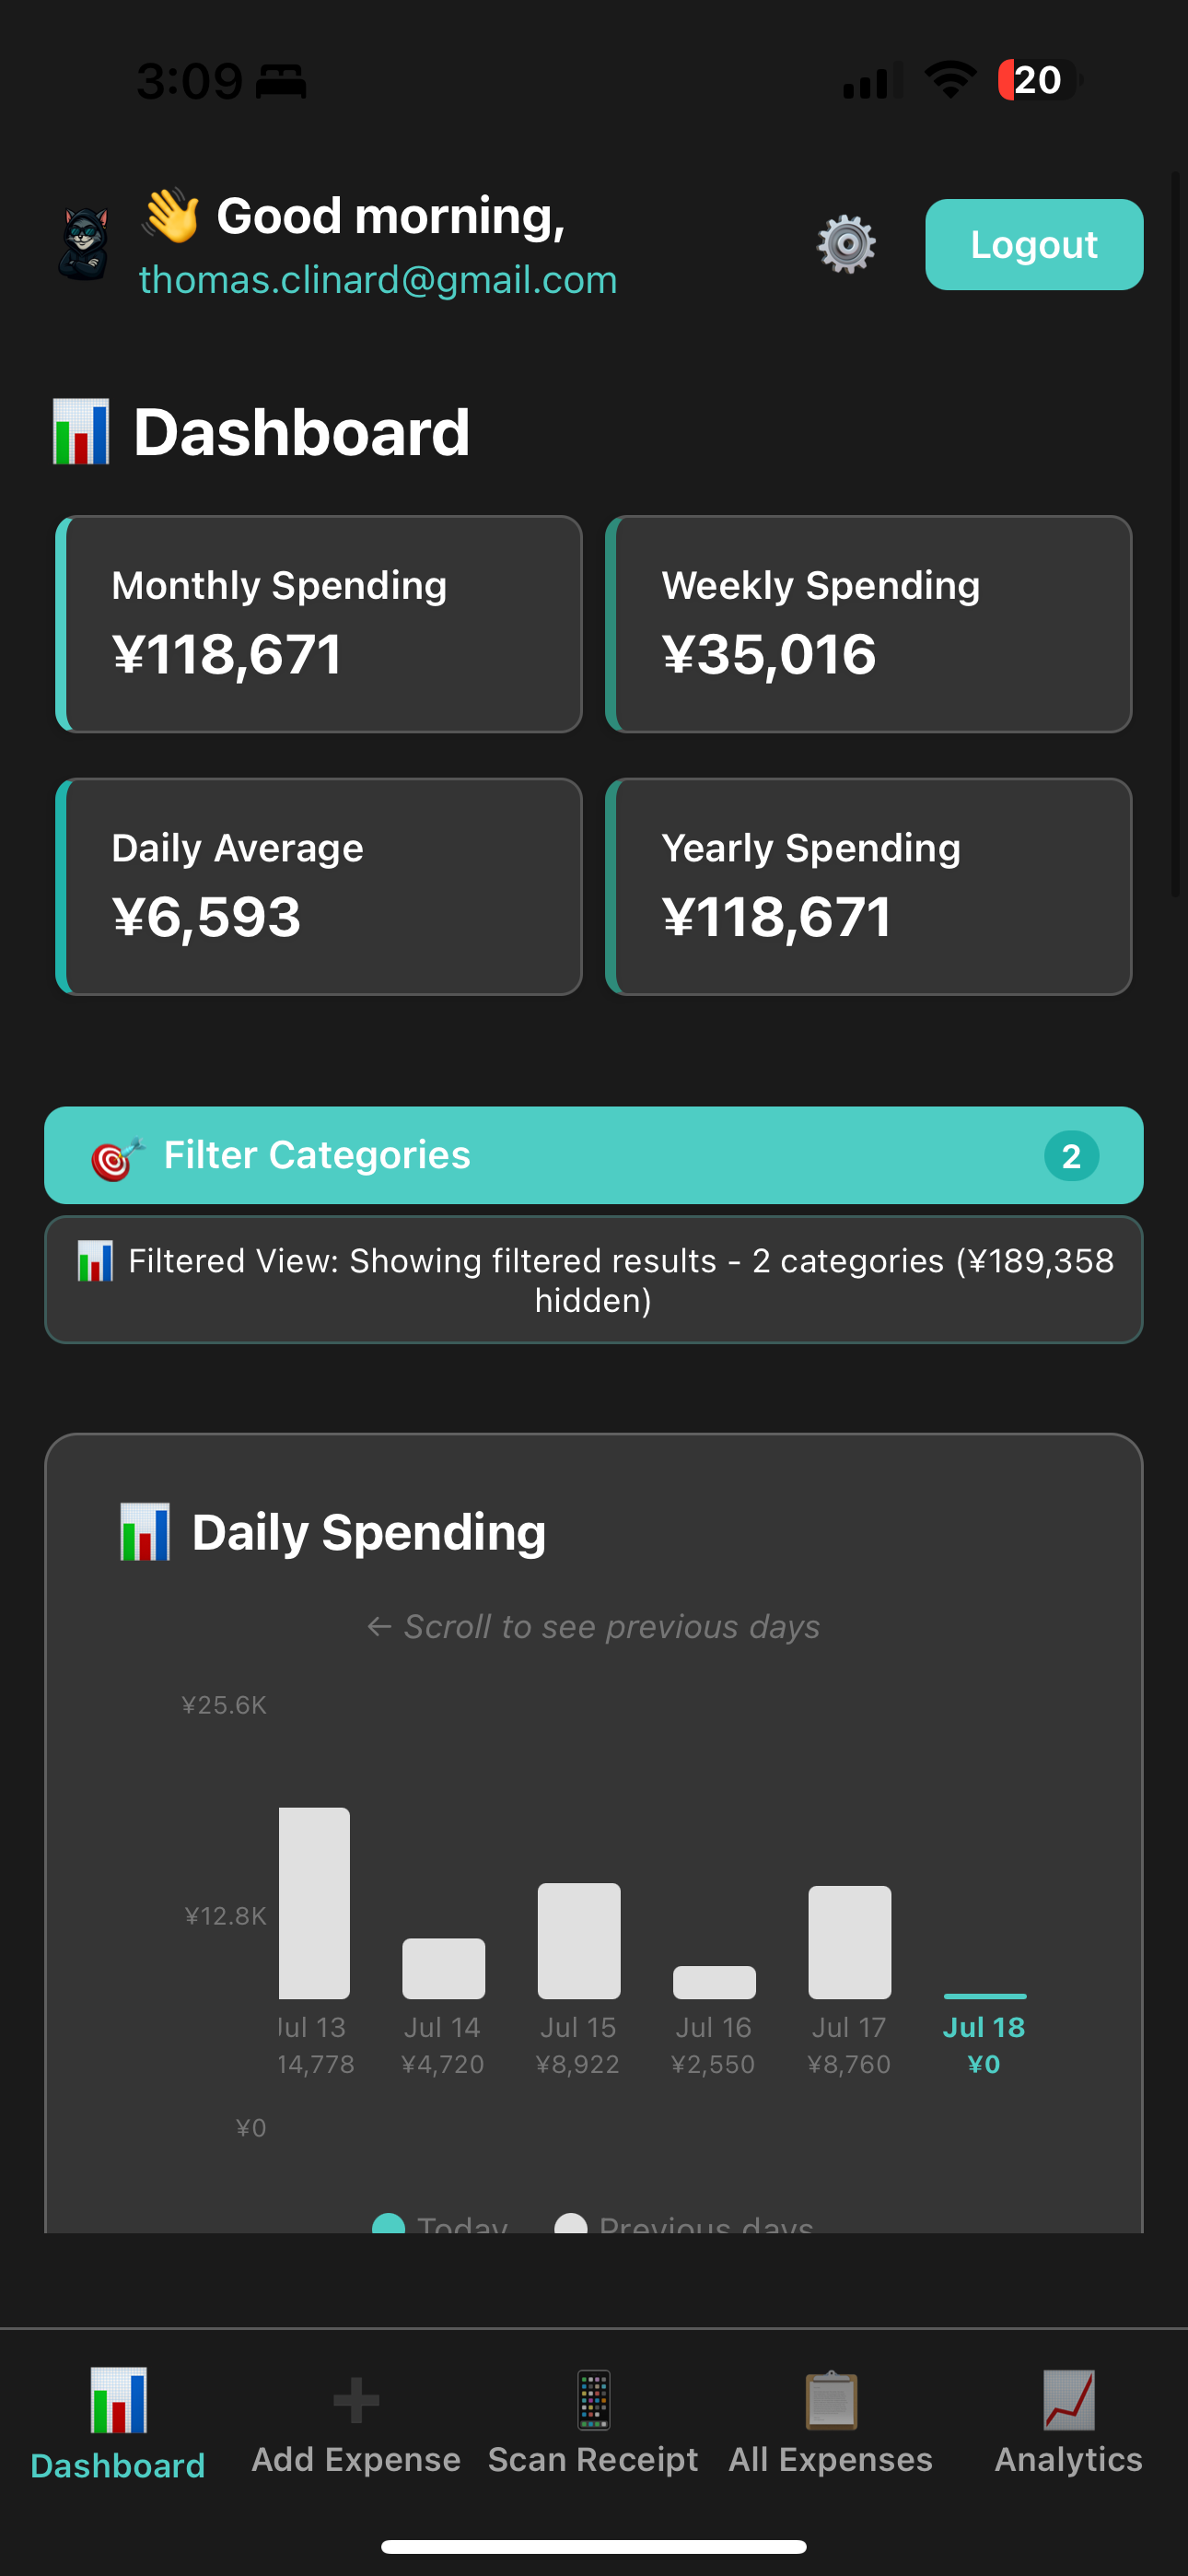 3:09
20
👋 Good morning,
thomas.clinard@gmail.com
Logout
📊 Dashboard
Monthly Spending
¥118,671
Weekly Spending
¥35,016
Daily Average
¥6,593
Yearly Spending
¥118,671
🎯 Filter Categories
2
📊 Filtered View: Showing filtered results - 2 categories (¥189,358
hidden)
📊 Daily Spending
← Scroll to see previous days
¥25.6K
¥12.8K
¥0
Jul 13
14,778
Jul 14
¥4,720
Jul 15
¥8,922
Jul 16
¥2,550
Jul 17
¥8,760
Jul 18
¥0
Today
Previous days
Dashboard
Add Expense
Scan Receipt
All Expenses
Analytics